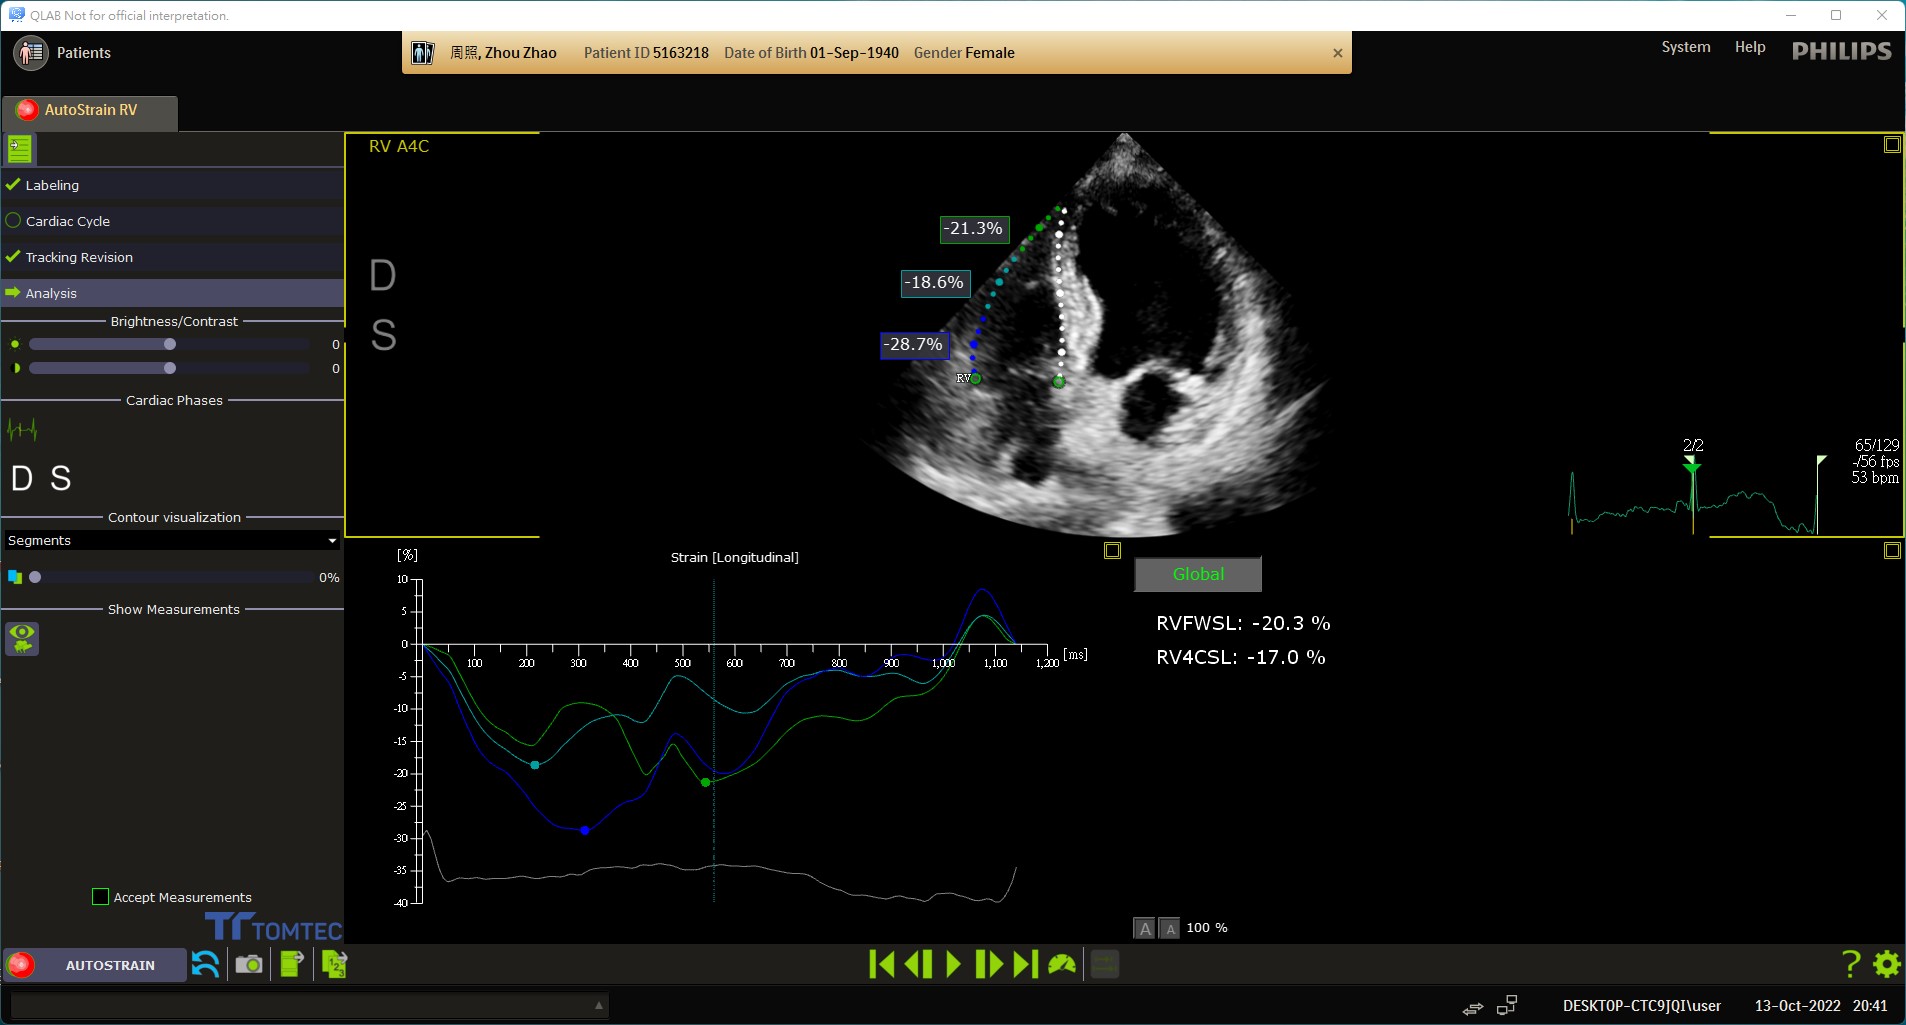 QLAB Not for official interpretation.
Patients
周照, Zhou Zhao Patient ID 5163218 Date of Birth 01-Sep-1940 Gender Female
System Help PHILIPS
AutoStrain RV
Labeling
Cardiac Cycle
Tracking Revision
Analysis
Brightness/Contrast
0
0
Cardiac Phases
D S
Contour visualization
Segments
0%
Show Measurements
Accept Measurements
TOMTEC
AUTOSTRAIN
RV A4C
D
S
-21.3%
-18.6%
-28.7%
RV
2/2
65/129
-/56 fps
53 bpm
[%]
Strain [Longitudinal]
10
5
0
-5
-10
-15
-20
-25
-30
-35
-40
100 200 300 400 500 600 700 800 900 1,000 1,100 1,200 [ms]
Global
RVFWSL: -20.3 %
RV4CSL: -17.0 %
A A 100 %
1 2 3
?
DESKTOP-CTC9JQI\user 13-Oct-2022 20:41